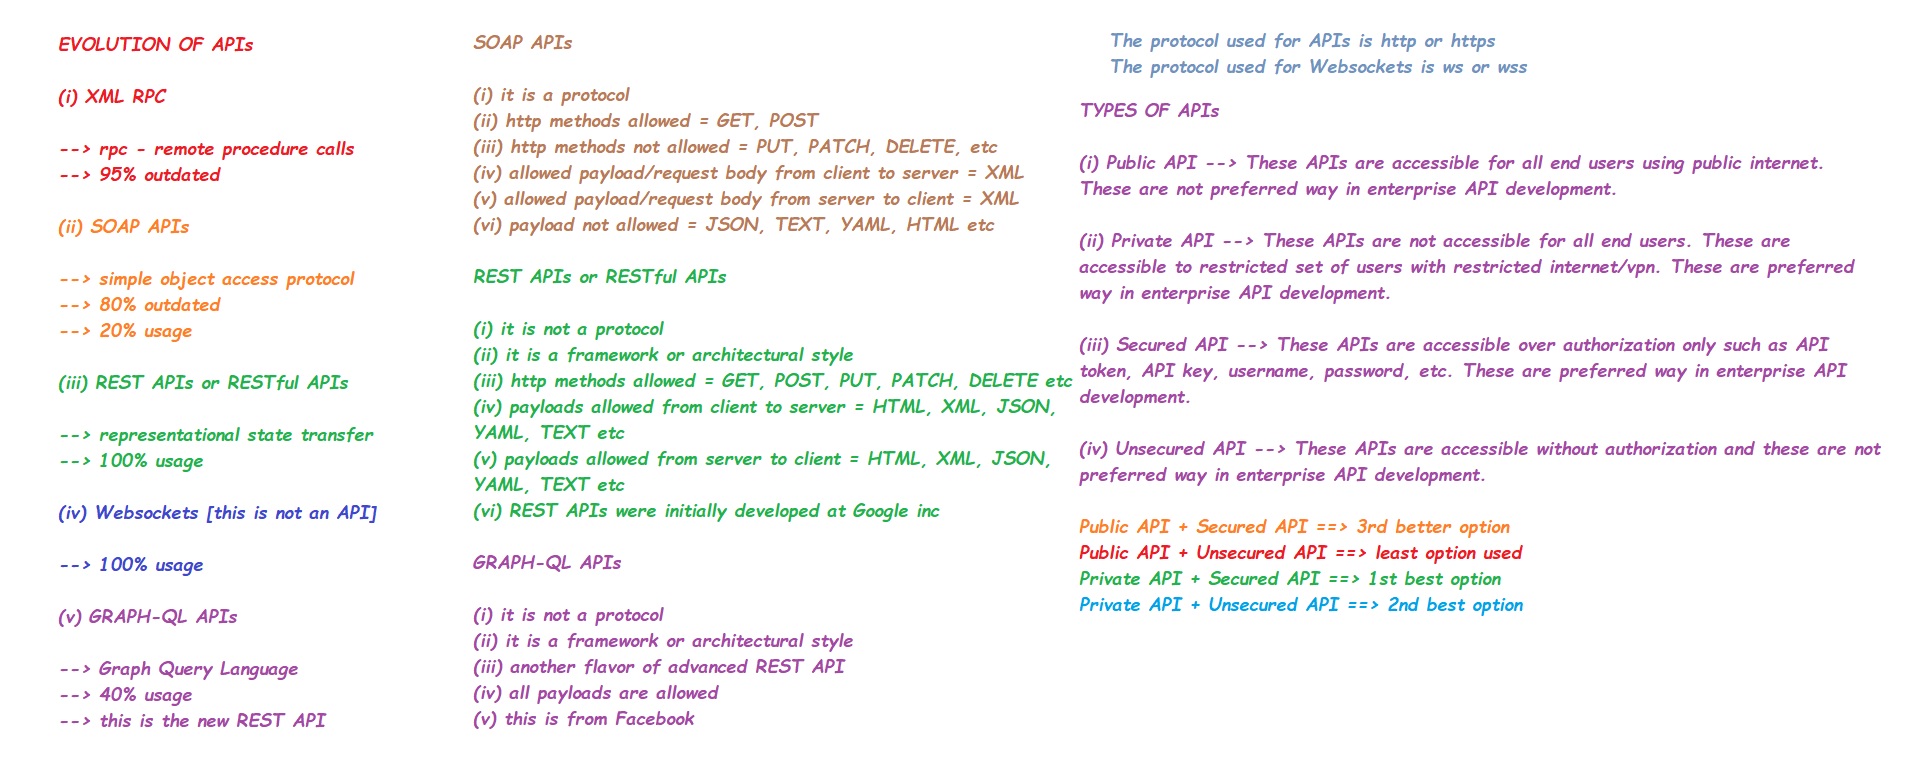 EVOLUTION OF APIs
(i) XML RPC
--> rpc - remote procedure calls
--> 95% outdated
(ii) SOAP APIs
--> simple object access protocol
--> 80% outdated
--> 20% usage
(iii) REST APIs or RESTful APIs
--> representational state transfer
--> 100% usage
(iv) Websockets [this is not an API]
--> 100% usage
(v) GRAPH-QL APIs
--> Graph Query Language
--> 40% usage
--> this is the new REST API
SOAP APIs
(i) it is a protocol
(ii) http methods allowed = GET, POST
(iii) http methods not allowed = PUT, PATCH, DELETE, etc
(iv) allowed payload/request body from client to server = XML
(v) allowed payload/request body from server to client = XML
(vi) payload not allowed = JSON, TEXT, YAML, HTML etc
REST APIs or RESTful APIs
(i) it is not a protocol
(ii) it is a framework or architectural style
(iii) http methods allowed = GET, POST, PUT, PATCH, DELETE etc
(iv) payloads allowed from client to server = HTML, XML, JSON,
YAML, TEXT etc
(v) payloads allowed from server to client = HTML, XML, JSON,
YAML, TEXT etc
(vi) REST APIs were initially developed at Google inc
GRAPH-QL APIs
(i) it is not a protocol
(ii) it is a framework or architectural style
(iii) another flavor of advanced REST API
(iv) all payloads are allowed
(v) this is from Facebook
The protocol used for APIs is http or https
The protocol used for Websockets is ws or wss
TYPES OF APIs
(i) Public API --> These APIs are accessible for all end users using public internet.
These are not preferred way in enterprise API development.
(ii) Private API --> These APIs are not accessible for all end users. These are
accessible to restricted set of users with restricted internet/vpn. These are preferred
way in enterprise API development.
(iii) Secured API --> These APIs are accessible over authorization only such as API
token, API key, username, password, etc. These are preferred way in enterprise API
development.
(iv) Unsecured API --> These APIs are accessible without authorization and these are not
preferred way in enterprise API development.
Public API + Secured API ==> 3rd better option
Public API + Unsecured API ==> least option used
Private API + Secured API ==> 1st best option
Private API + Unsecured API ==> 2nd best option